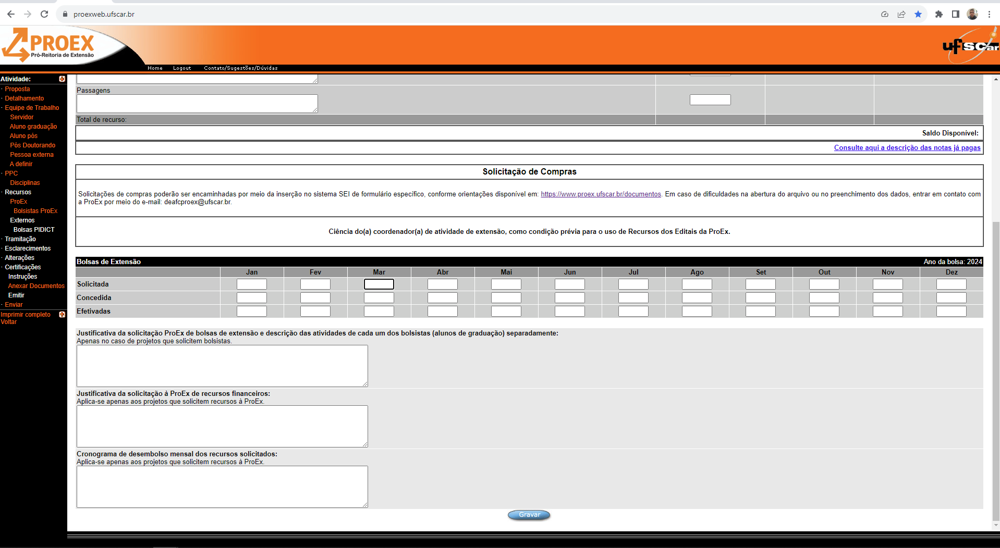 proexweb.ufscar.br
PROEX
Pró-Reitoria de Extensão
ufscar
Home Logout Contato/Sugestões/Dúvidas
Atividade:
· Proposta
· Detalhamento
· Equipe de Trabalho
Servidor
Aluno graduação
Aluno pós
Pós Doutorando
Pessoa externa
A definir
· PPC
Disciplinas
· Recursos
ProEx
Bolsistas ProEx
Externos
Bolsas PIDICT
· Tramitação
· Esclarecimentos
· Alterações
· Certificações
Instruções
Anexar Documentos
Emitir
· Enviar
Imprimir completo
Voltar
Passagens
Total de recurso:
Saldo Disponível:
Consulte aqui a descrição das notas já pagas
Solicitação de Compras
Solicitações de compras poderão ser encaminhadas por meio da inserção no sistema SEI de formulário específico, conforme orientações disponível em: https://www.proex.ufscar.br/documentos. Em caso de dificuldades na abertura do arquivo ou no preenchimento dos dados, entrar em contato com
a ProEx por meio do e-mail: deafcproex@ufscar.br.
Ciência do(a) coordenador(a) de atividade de extensão, como condição prévia para o uso de Recursos dos Editais da ProEx.
Bolsas de Extensão Ano da bolsa: 2024
Jan Fev Mar Abr Mai Jun Jul Ago Set Out Nov Dez
Solicitada
Concedida
Efetivadas
Justificativa da solicitação ProEx de bolsas de extensão e descrição das atividades de cada um dos bolsistas (alunos de graduação) separadamente:
Apenas no caso de projetos que solicitem bolsistas.
Justificativa da solicitação à ProEx de recursos financeiros:
Aplica-se apenas aos projetos que solicitem recursos à ProEx.
Cronograma de desembolso mensal dos recursos solicitados:
Aplica-se apenas aos projetos que solicitem recursos à ProEx.
Gravar